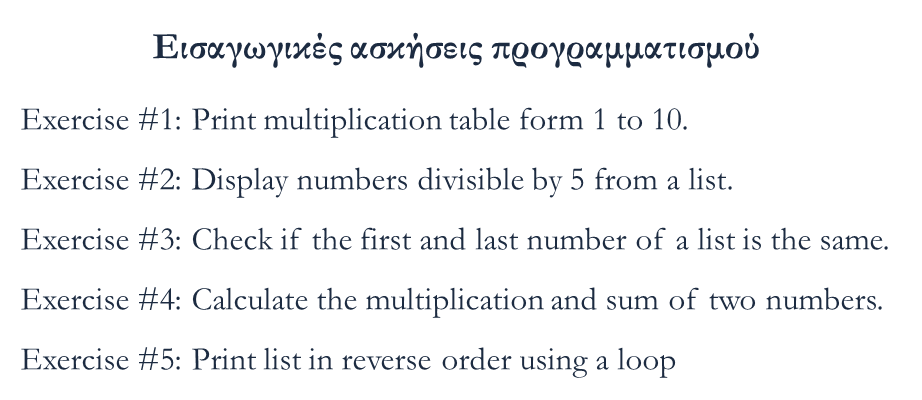 Εισαγωγικές ασκήσεις προγραμματισμού
Exercise #1: Print multiplication table form 1 to 10.
Exercise #2: Display numbers divisible by 5 from a list.
Exercise #3: Check if the first and last number of a list is the same.
Exercise #4: Calculate the multiplication and sum of two numbers.
Exercise #5: Print list in reverse order using a loop